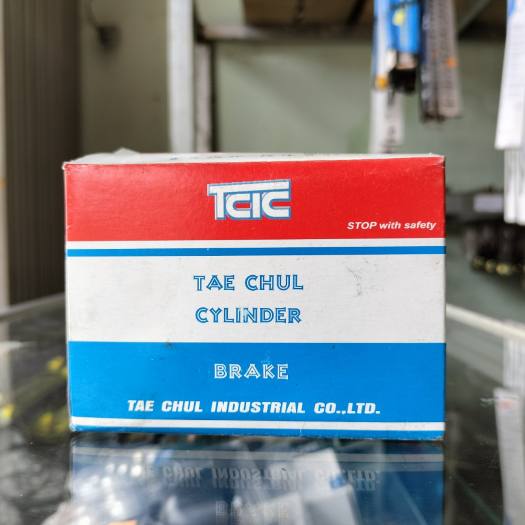 TCIC
STOP with safety
TAE CHUL
CYLINDER
BRAKE
TAE CHUL INDUSTRIAL CO.,LTD.